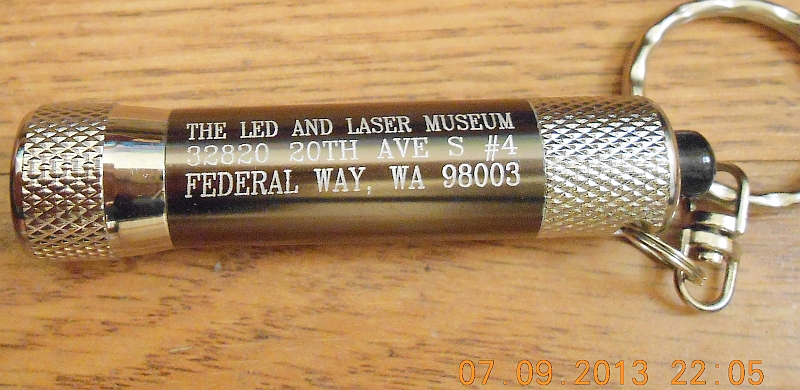 THE LED AND LASER MUSEUM
32820 20TH AVE S #4
FEDERAL WAY, WA 98003
07.09.2013 22:05